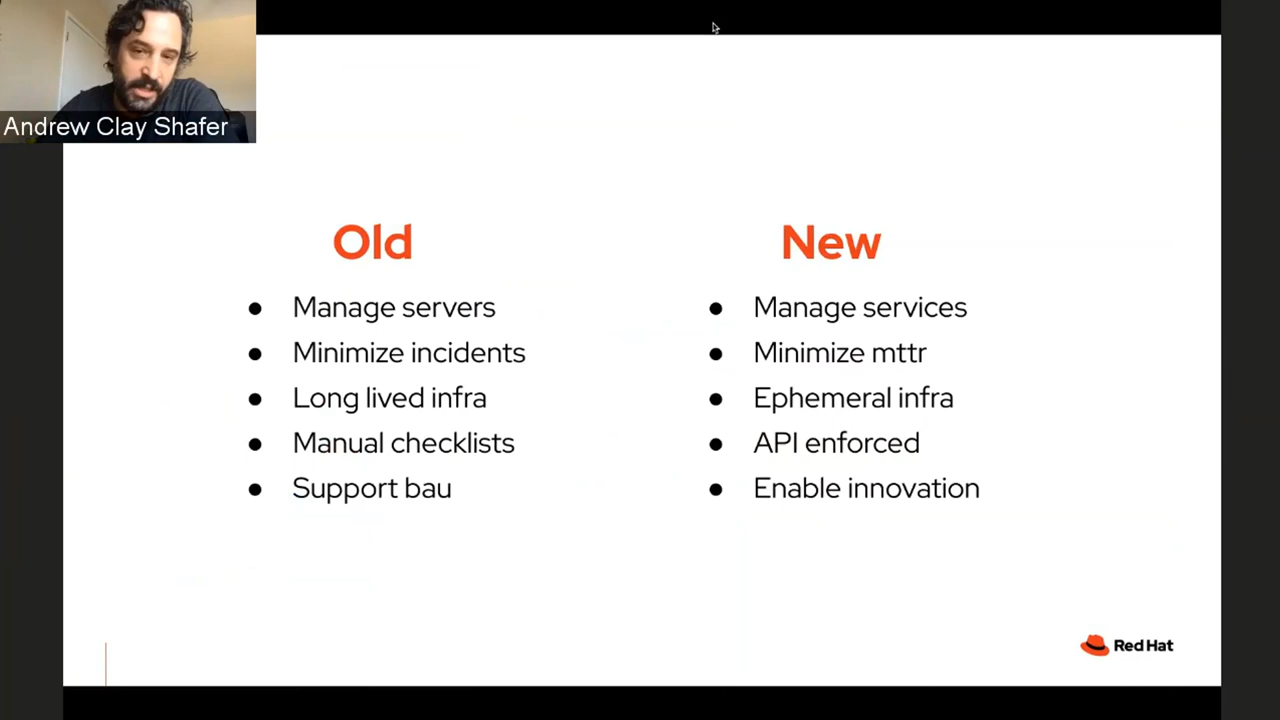 Andrew Clay Shafer
Old
Manage servers
Minimize incidents
Long lived infra
Manual checklists
Support bau
New
Manage services
Minimize mttr
Ephemeral infra
API enforced
Enable innovation
Red Hat